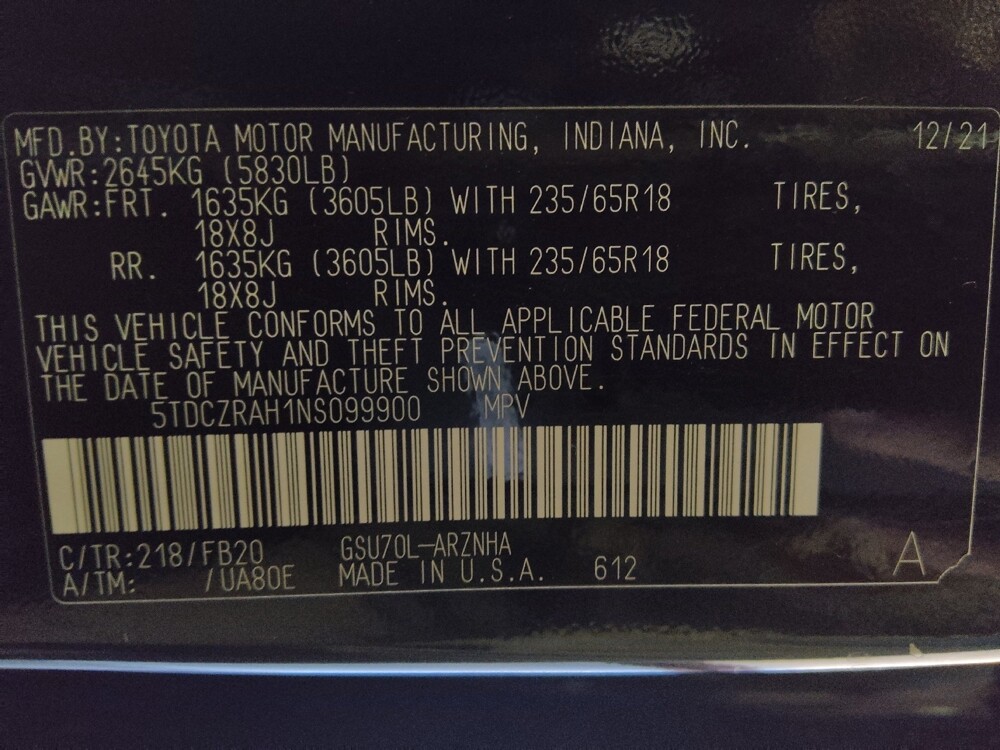 MFD.BY:TOYOTA MOTOR MANUFACTURING, INDIANA, INC. 12/21
GVWR:2645KG (5830LB)
GAWR:FRT. 1635KG (3605LB) WITH 235/65R18 TIRES,
18X8J RIMS.
RR. 1635KG (3605LB) WITH 235/65R18 TIRES,
18X8J RIMS.
THIS VEHICLE CONFORMS TO ALL APPLICABLE FEDERAL MOTOR
VEHICLE SAFETY AND THEFT PREVENTION STANDARDS IN EFFECT ON
THE DATE OF MANUFACTURE SHOWN ABOVE.
5TDCZRAH1NS099900 MPV
C/TR:218/FB20 GSU70L-ARZNHA
A/TM: /UA80E MADE IN U.S.A. 612 A